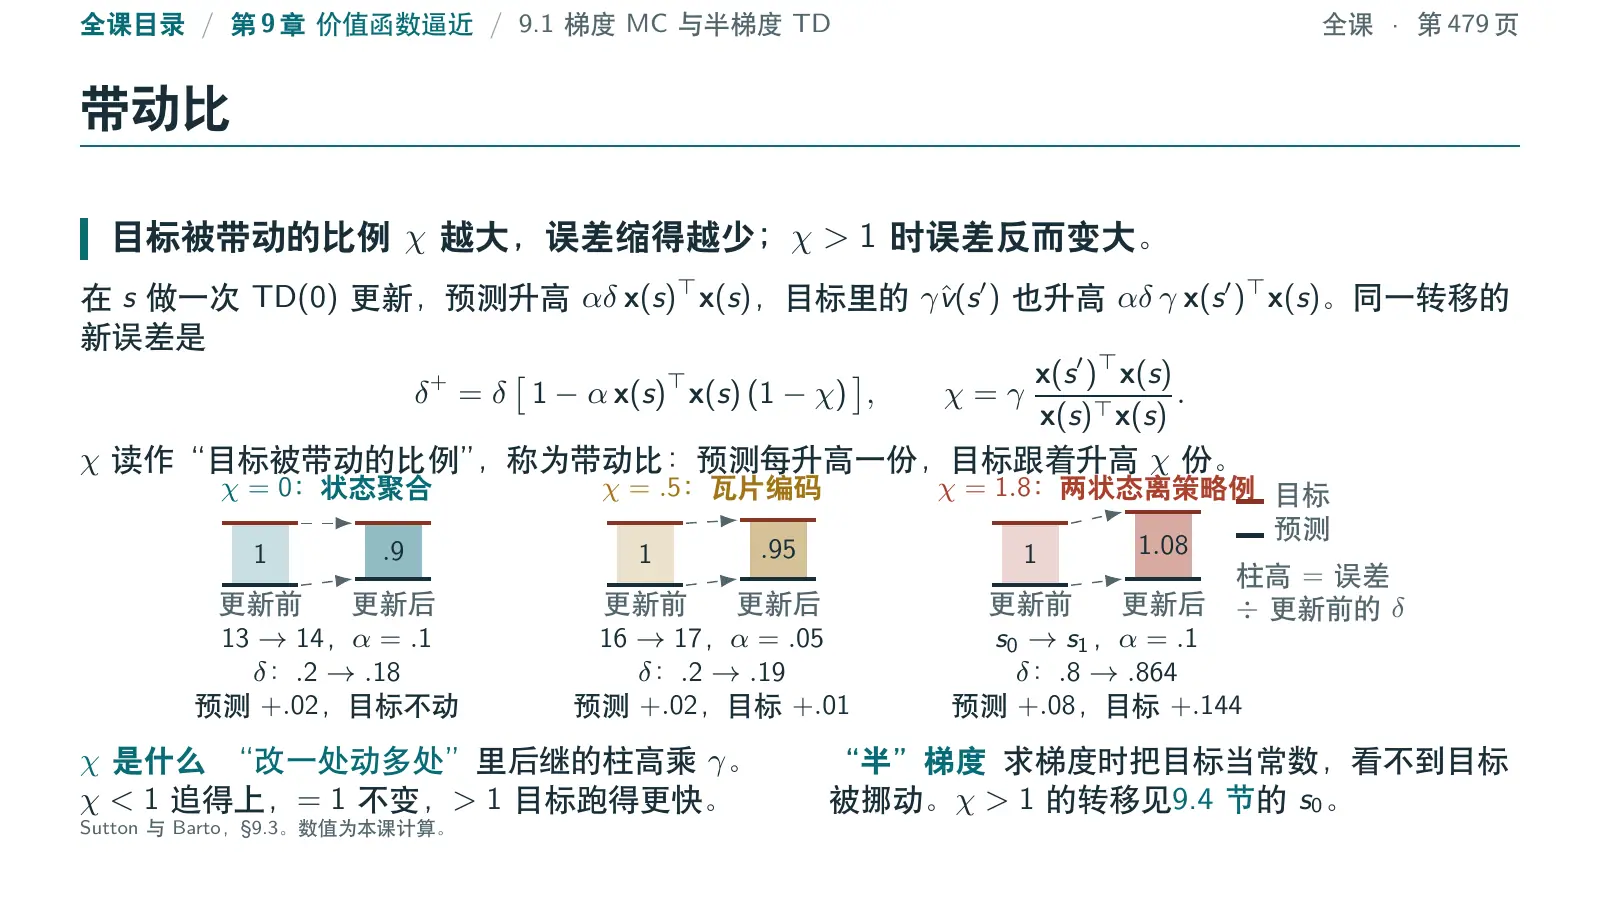 全课目录 / 第 9 章 价值函数逼近 / 9.1 梯度 MC 与半梯度 TD
全课 · 第 479 页
带动比
目标被带动的比例 χ 越大，误差缩得越少；χ > 1 时误差反而变大。
在 s 做一次 TD(0) 更新，预测升高 αδ x(s)⊤x(s)，目标里的 γv̂(s′) 也升高 αδ γ x(s′)⊤x(s)。同一转移的
新误差是
δ⁺ = δ [ 1 − α x(s)⊤x(s) (1 − χ) ],  χ = γ x(s′)⊤x(s) / x(s)⊤x(s).
χ 读作 “目标被带动的比例”，称为带动比：预测每升高一份，目标跟着升高 χ 份。
χ = 0：状态聚合
1
.9
更新前
更新后
13 → 14，α = .1
δ：.2 → .18
预测 +.02，目标不动
χ = .5：瓦片编码
1
.95
更新前
更新后
16 → 17，α = .05
δ：.2 → .19
预测 +.02，目标 +.01
χ = 1.8：两状态离策略例
1
1.08
更新前
更新后
s₀ → s₁，α = .1
δ：.8 → .864
预测 +.08，目标 +.144
目标
预测
柱高 = 误差
÷ 更新前的 δ
χ 是什么 “改一处动多处” 里后继的柱高乘 γ。
χ < 1 追得上，= 1 不变，> 1 目标跑得更快。
“半” 梯度 求梯度时把目标当常数，看不到目标
被挪动。χ > 1 的转移见9.4 节的 s₀。
Sutton 与 Barto，§9.3。数值为本课计算。